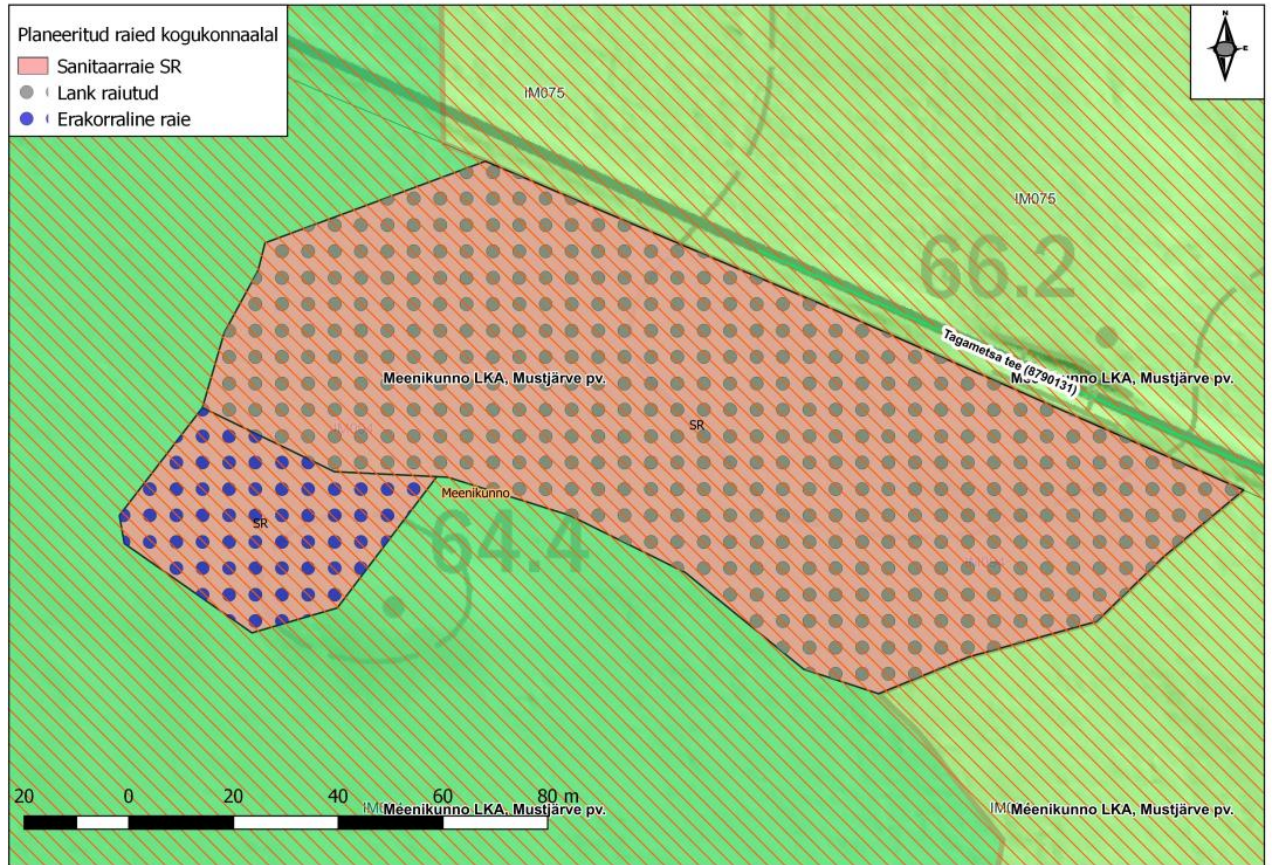 Planeeritud raied kogukonnaalal
Sanitaarraie SR
Lank raiutud
Erakorraline raie
N
E
IM075
IM075
66.2
Tagametsa tee (8790131)
Meenikunno LKA, Mustjärve pv.
Mustjärve pv.
SR
Meenikunno
SR
64.4
20 0 20 40 60 80 m
Meenikunno LKA, Mustjärve pv.
Meenikunno LKA, Mustjärve pv.